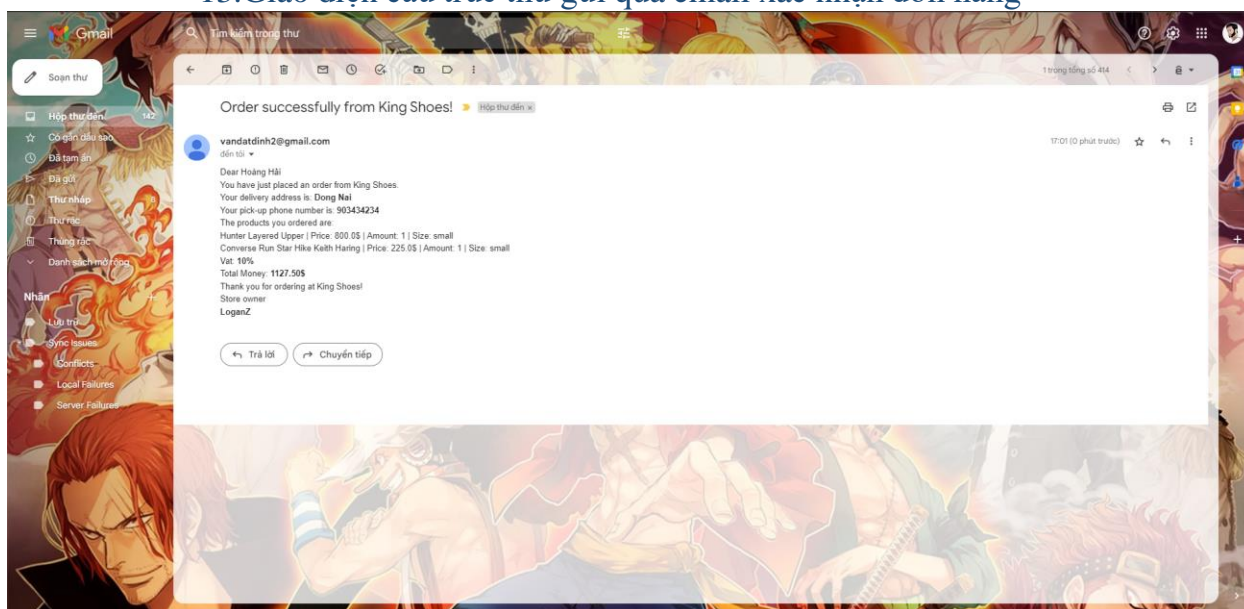 Gmail
Tìm kiếm trong thư
Soạn thư
1 trong tổng số 414
Order successfully from King Shoes!
Hộp thư đến ×
Hộp thư đến 142
Có gắn dấu sao
Đã tạm ẩn
Đã gửi
Thư nháp
Thư rác
Thùng rác
Danh sách mở rộng
Nhãn
Lưu trữ
Sync Issues
Conflicts
Local Failures
Server Failures
vandatdinh2@gmail.com
17:01 (0 phút trước)
đến tôi
Dear Hoàng Hải
You have just placed an order from King Shoes.
Your delivery address is: Dong Nai
Your pick-up phone number is: 903434234
The products you ordered are:
Hunter Layered Upper | Price: 800.0$ | Amount: 1 | Size: small
Converse Run Star Hike Keith Haring | Price: 225.0$ | Amount: 1 | Size: small
Vat: 10%
Total Money: 1127.50$
Thank you for ordering at King Shoes!
Store owner
LoganZ
Trả lời
Chuyển tiếp